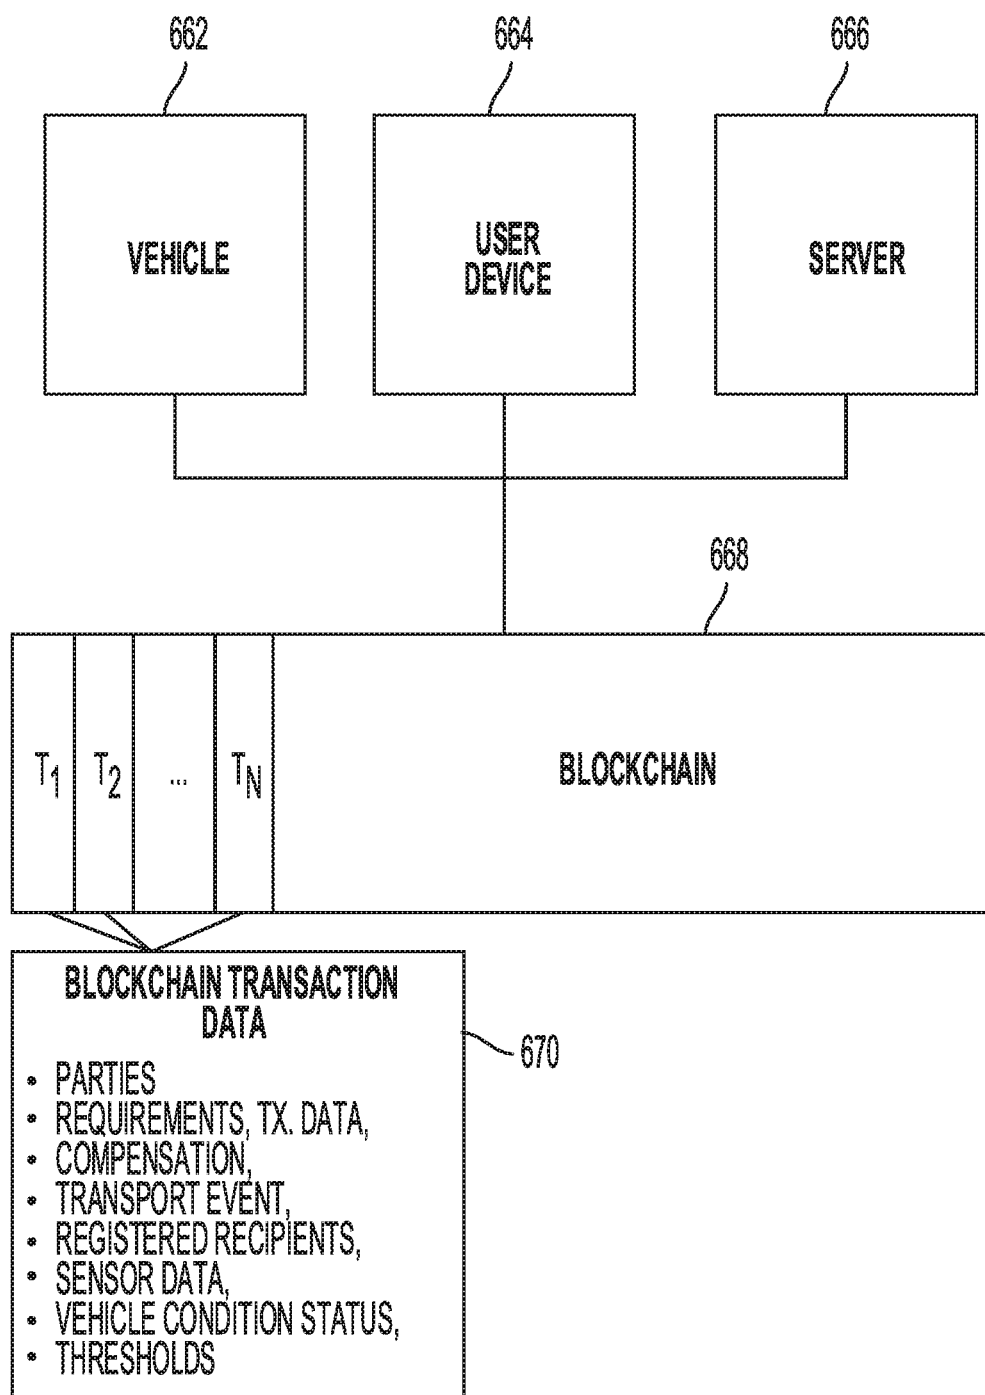 662
664
666
VEHICLE
USER
DEVICE
SERVER
668
T1
T2
...
TN
BLOCKCHAIN
BLOCKCHAIN TRANSACTION
DATA
670
• PARTIES
• REQUIREMENTS, TX. DATA,
• COMPENSATION,
• TRANSPORT EVENT,
• REGISTERED RECIPIENTS,
• SENSOR DATA,
• VEHICLE CONDITION STATUS,
• THRESHOLDS